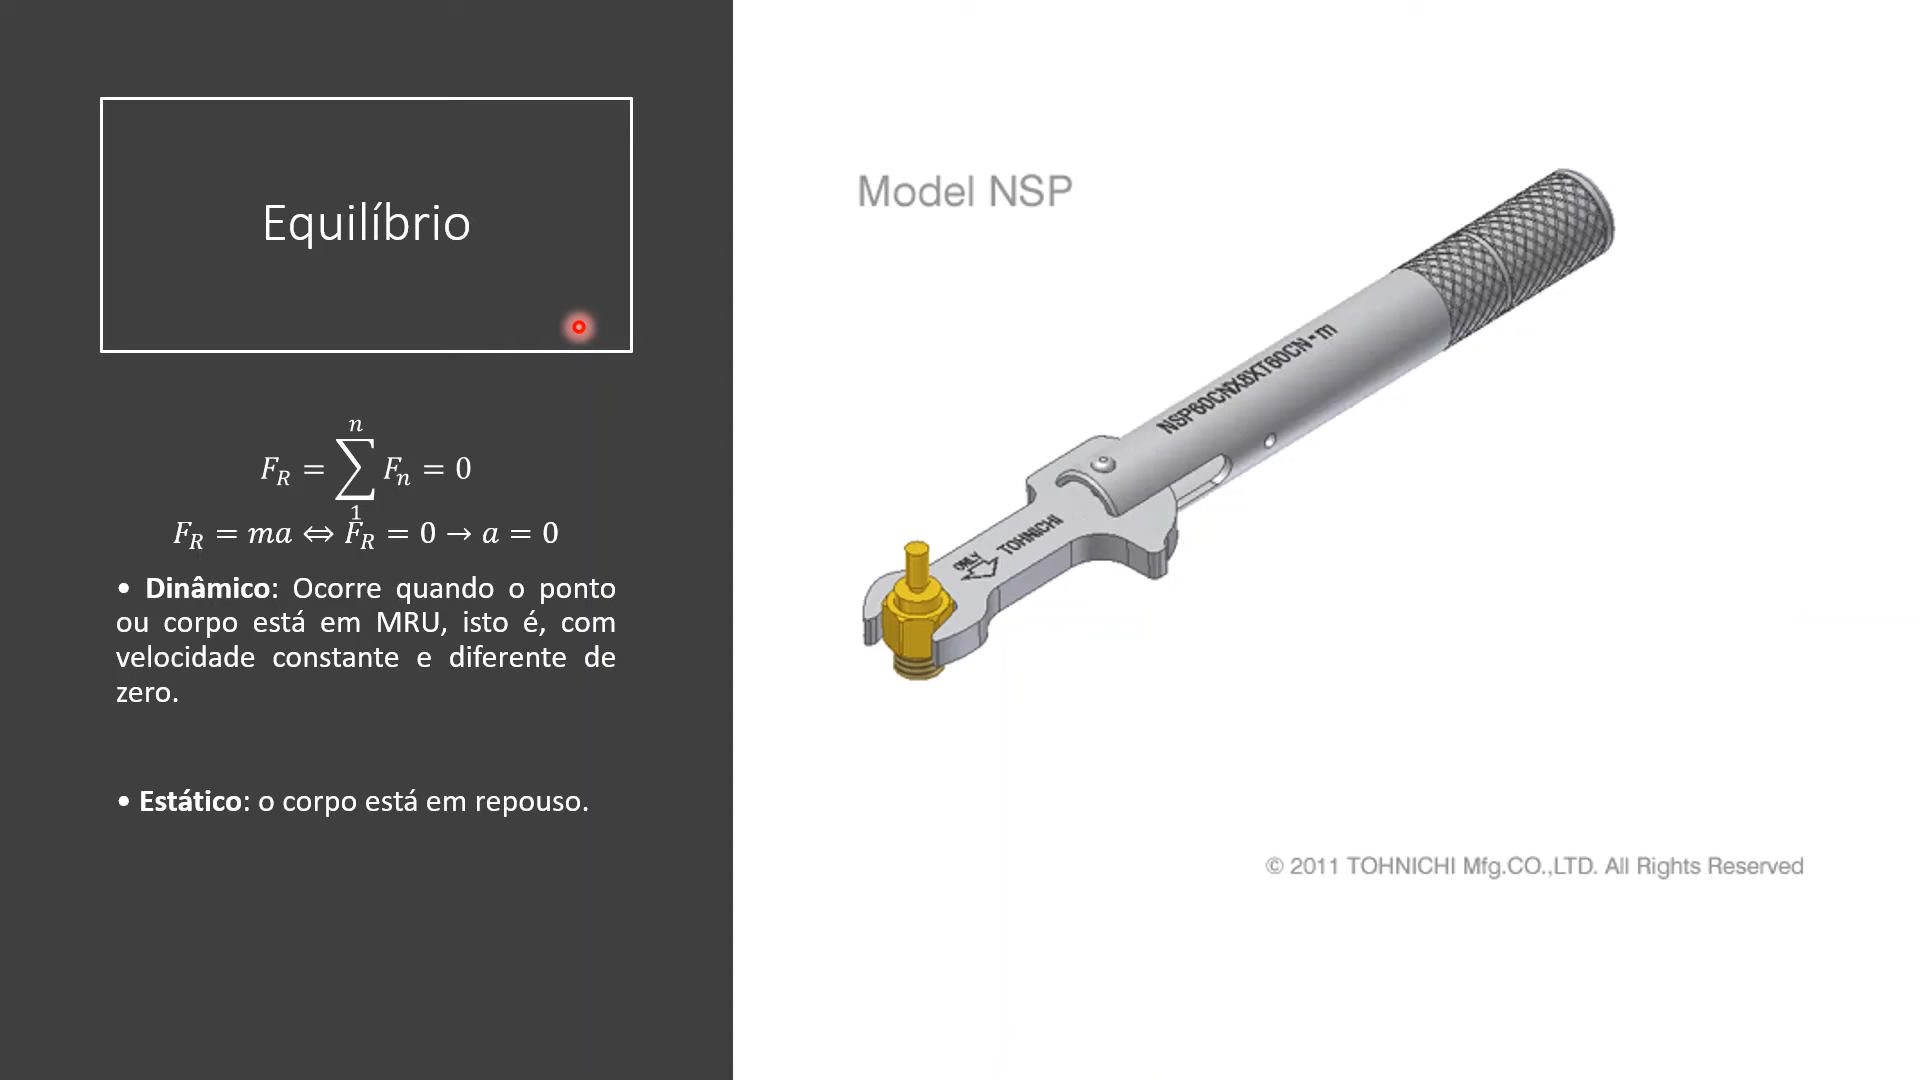 Equilíbrio
n
F_R = ∑ F_n = 0
1
F_R = ma ⇔ F_R = 0 → a = 0
• Dinâmico: Ocorre quando o ponto
ou corpo está em MRU, isto é, com
velocidade constante e diferente de
zero.
• Estático: o corpo está em repouso.
Model NSP
NSP60CNX8XT60CN·m
TOHNICHI
ONLY
© 2011 TOHNICHI Mfg.CO.,LTD. All Rights Reserved